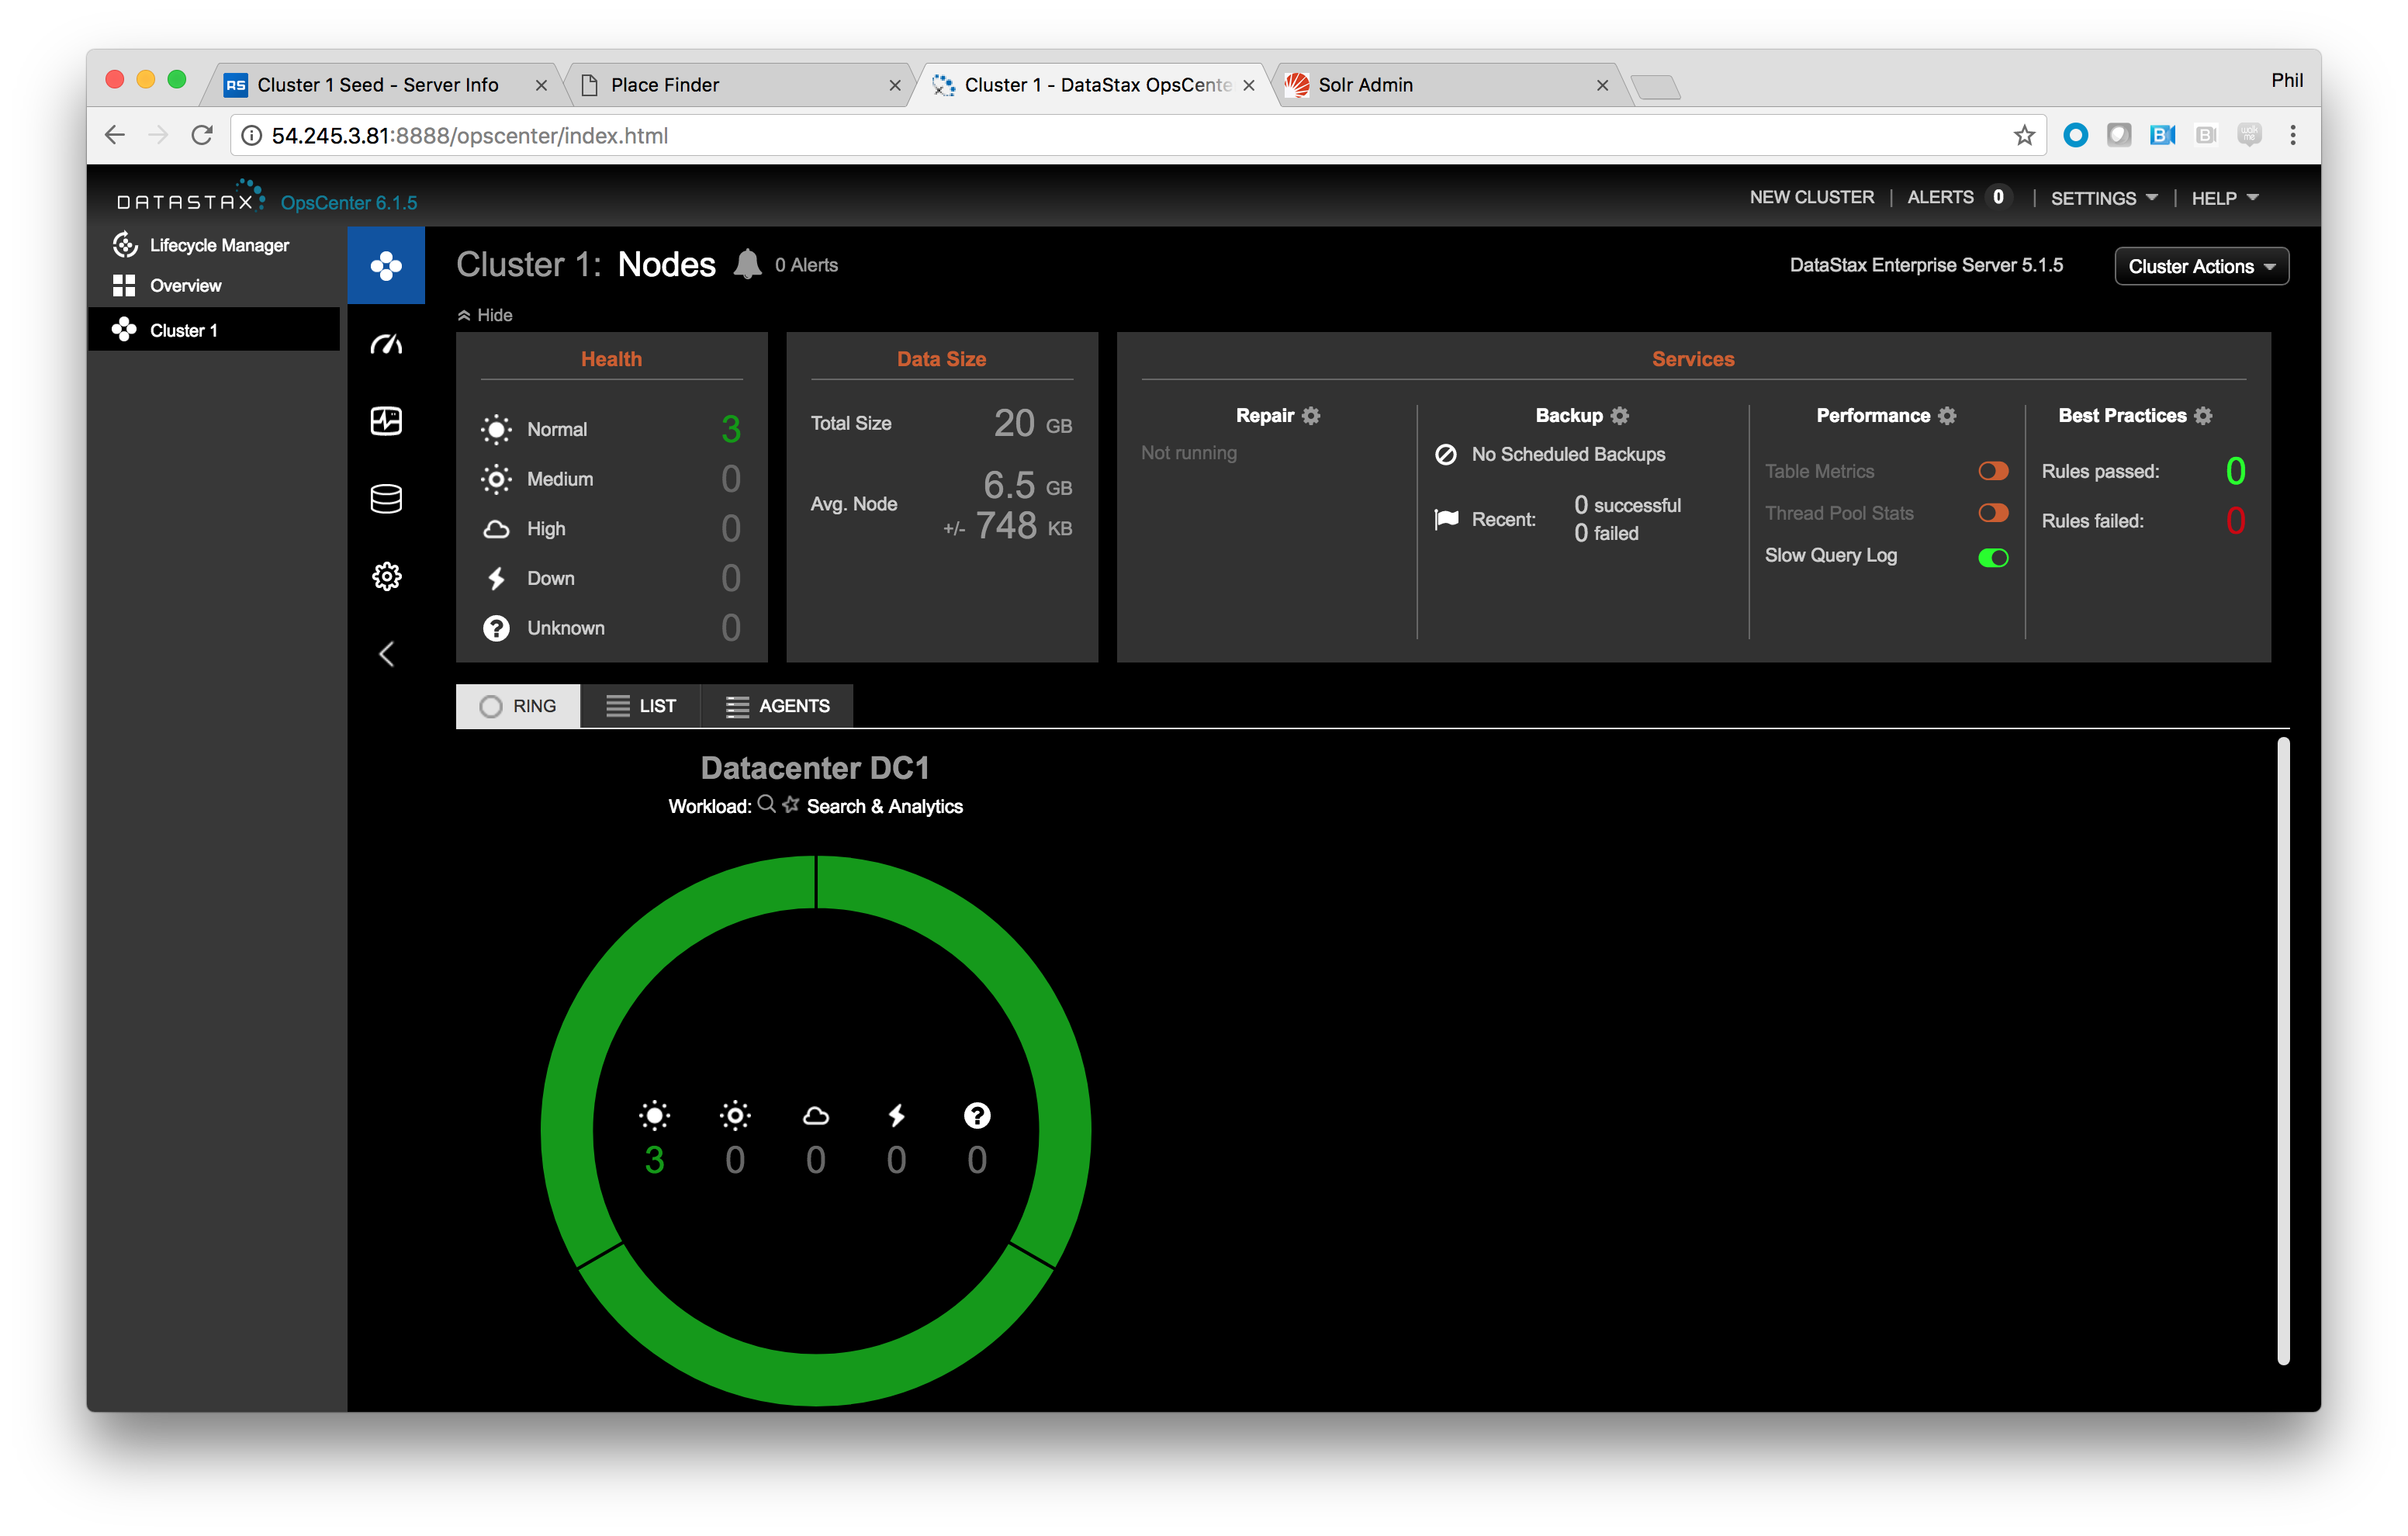 Cluster 1 Seed - Server Info
Place Finder
Cluster 1 - DataStax OpsCente
Solr Admin
Phil
54.245.3.81:8888/opscenter/index.html
DATASTAX OpsCenter 6.1.5
NEW CLUSTER | ALERTS 0 | SETTINGS | HELP
Lifecycle Manager
Overview
Cluster 1
Cluster 1: Nodes 0 Alerts
DataStax Enterprise Server 5.1.5
Cluster Actions
Hide
Health
Normal 3
Medium 0
High 0
Down 0
Unknown 0
Data Size
Total Size 20 GB
Avg. Node 6.5 GB
+/- 748 KB
Services
Repair
Not running
Backup
No Scheduled Backups
Recent: 0 successful
0 failed
Performance
Table Metrics
Thread Pool Stats
Slow Query Log
Best Practices
Rules passed: 0
Rules failed: 0
RING
LIST
AGENTS
Datacenter DC1
Workload: Search & Analytics
3 0 0 0 0